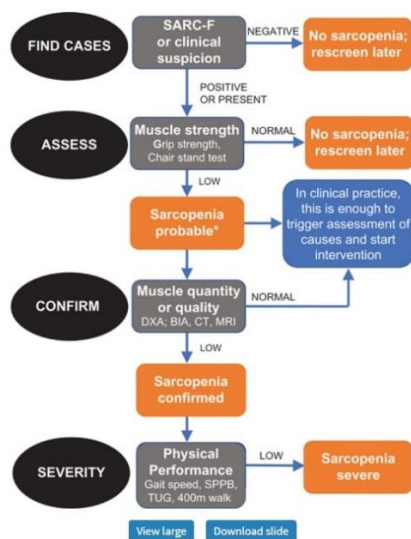 FIND CASES
SARC-F
or clinical
suspicion
NEGATIVE
No sarcopenia;
rescreen later
POSITIVE
OR PRESENT
ASSESS
Muscle strength
Grip strength,
Chair stand test
NORMAL
No sarcopenia;
rescreen later
LOW
Sarcopenia
probable*
In clinical practice,
this is enough to
trigger assessment of
causes and start
intervention
CONFIRM
Muscle quantity
or quality
DXA; BIA, CT, MRI
NORMAL
LOW
Sarcopenia
confirmed
SEVERITY
Physical
Performance
Gait speed, SPPB,
TUG, 400m walk
LOW
Sarcopenia
severe
View large
Download slide